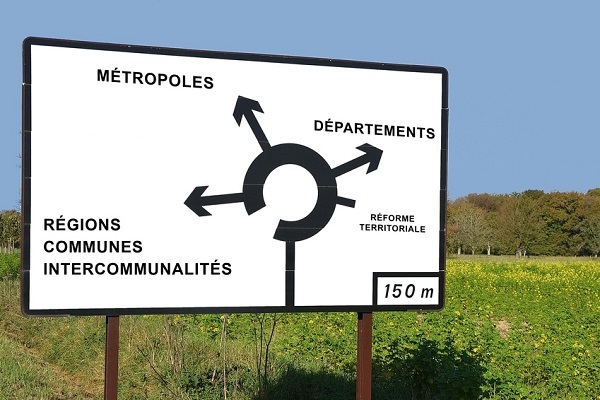 MÉTROPOLES
DÉPARTEMENTS
RÉFORME
TERRITORIALE
RÉGIONS
COMMUNES
INTERCOMMUNALITÉS
150 m